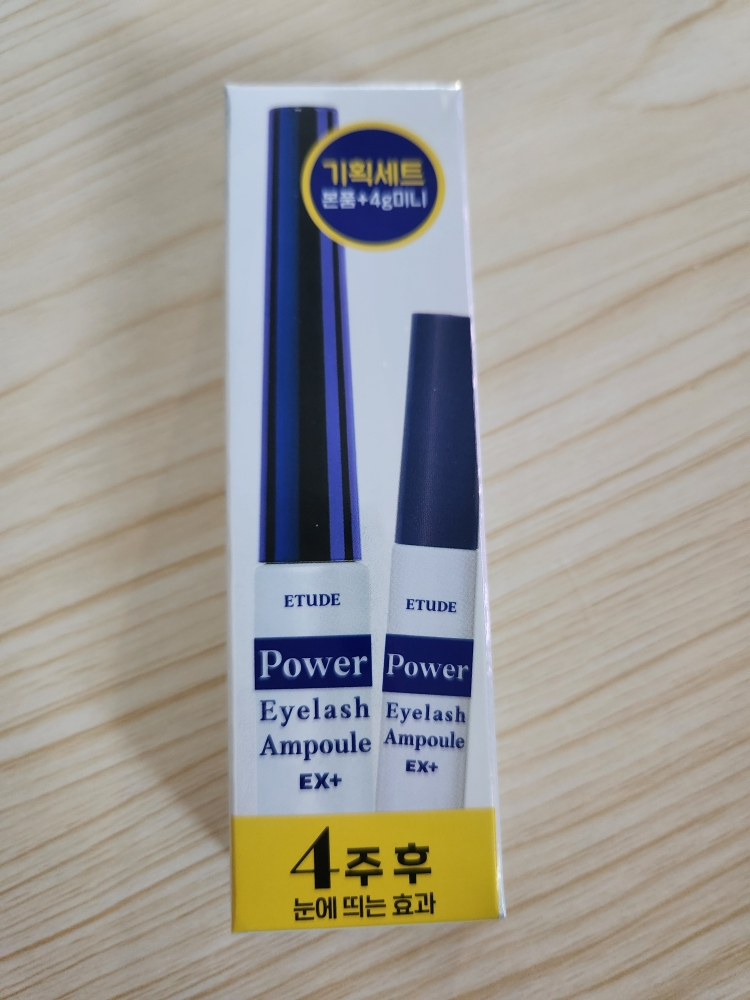 기획세트
본품+4g미니
ETUDE
Power
Eyelash
Ampoule
EX+
ETUDE
Power
Eyelash
Ampoule
EX+
4주 후
눈에 띄는 효과